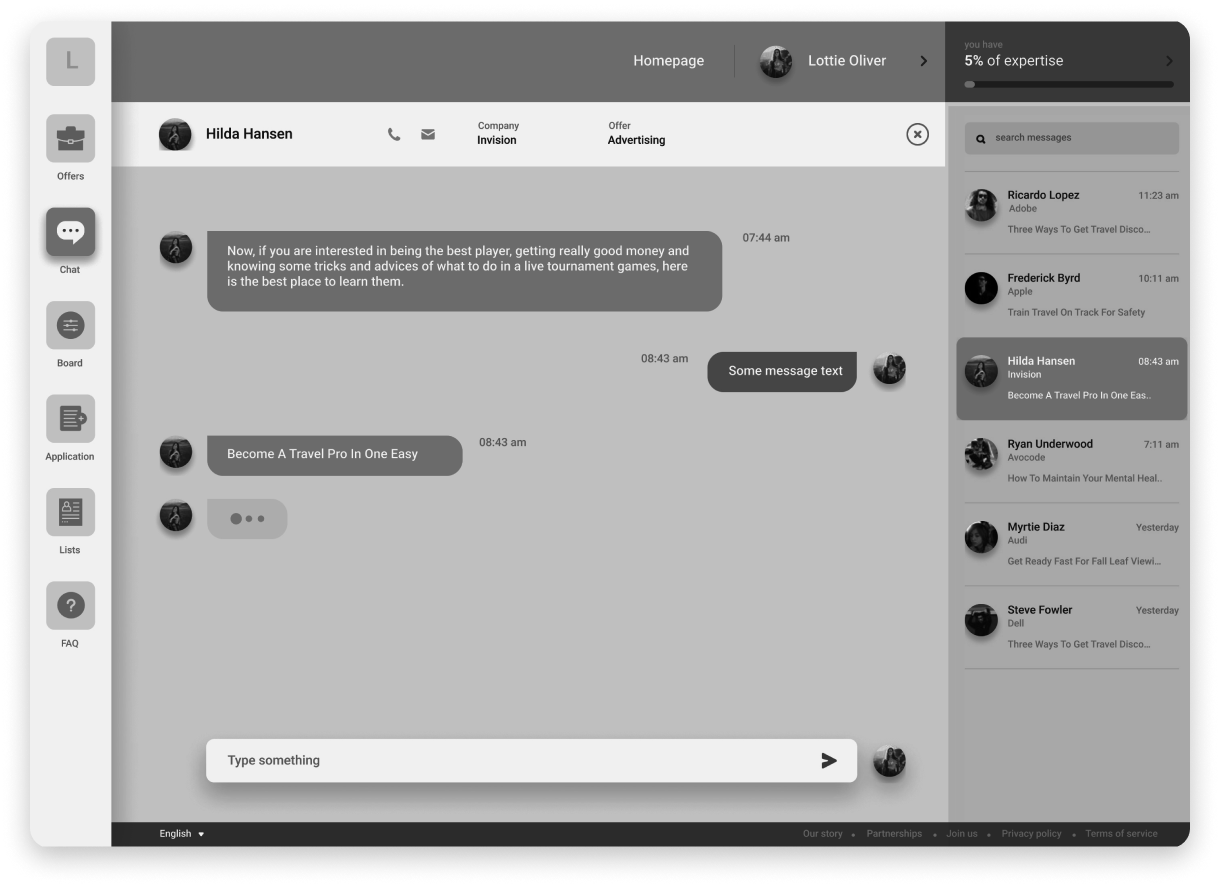 L
Offers
Chat
Board
Application
Lists
FAQ
Homepage
Lottie Oliver
you have
5% of expertise
Hilda Hansen
Company
Invision
Offer
Advertising
07:44 am
Now, if you are interested in being the best player, getting really good money and
knowing some tricks and advices of what to do in a live tournament games, here
is the best place to learn them.
08:43 am
Some message text
Become A Travel Pro In One Easy
08:43 am
Type something
search messages
Ricardo Lopez
11:23 am
Adobe
Three Ways To Get Travel Disco...
Frederick Byrd
10:11 am
Apple
Train Travel On Track For Safety
Hilda Hansen
08:43 am
Invision
Become A Travel Pro In One Eas..
Ryan Underwood
7:11 am
Avocode
How To Maintain Your Mental Heal..
Myrtie Diaz
Yesterday
Audi
Get Ready Fast For Fall Leaf Viewi...
Steve Fowler
Yesterday
Dell
Three Ways To Get Travel Disco...
English
Our story • Partnerships • Join us • Privacy policy • Terms of service